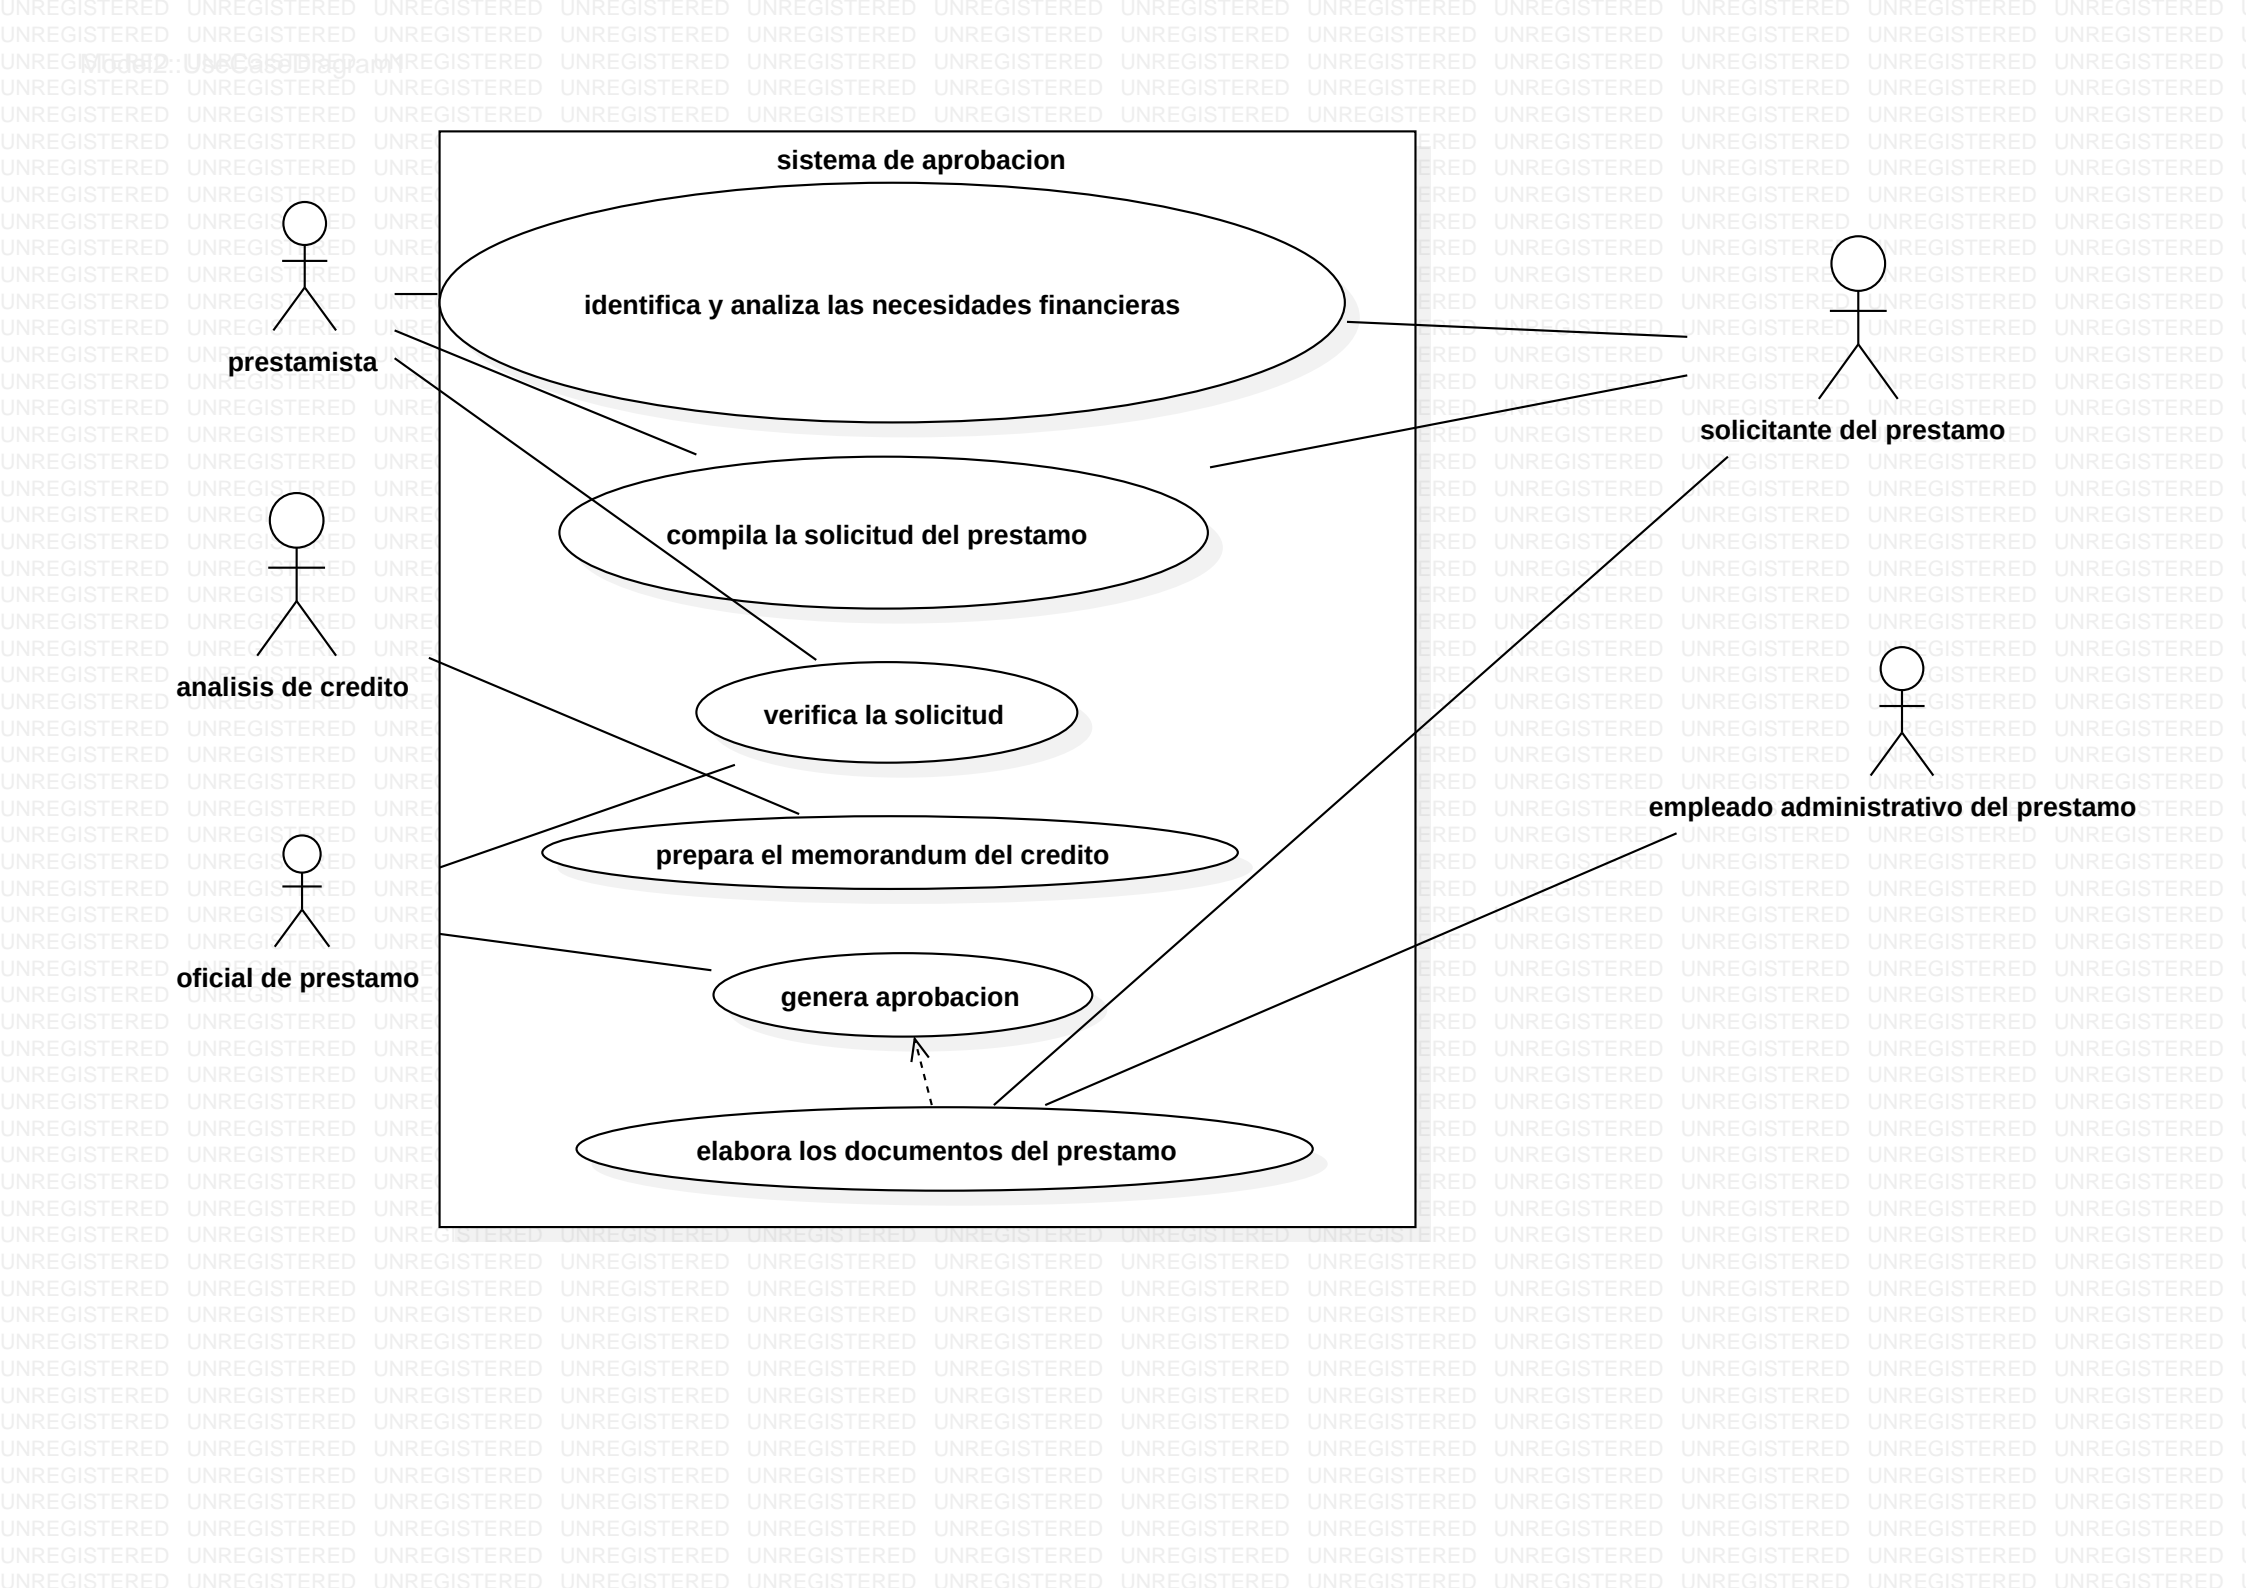 Model2::UseCaseDiagram1
sistema de aprobacion
identifica y analiza las necesidades financieras
prestamista
solicitante del prestamo
compila la solicitud del prestamo
analisis de credito
verifica la solicitud
empleado administrativo del prestamo
prepara el memorandum del credito
oficial de prestamo
genera aprobacion
elabora los documentos del prestamo
UNREGISTERED